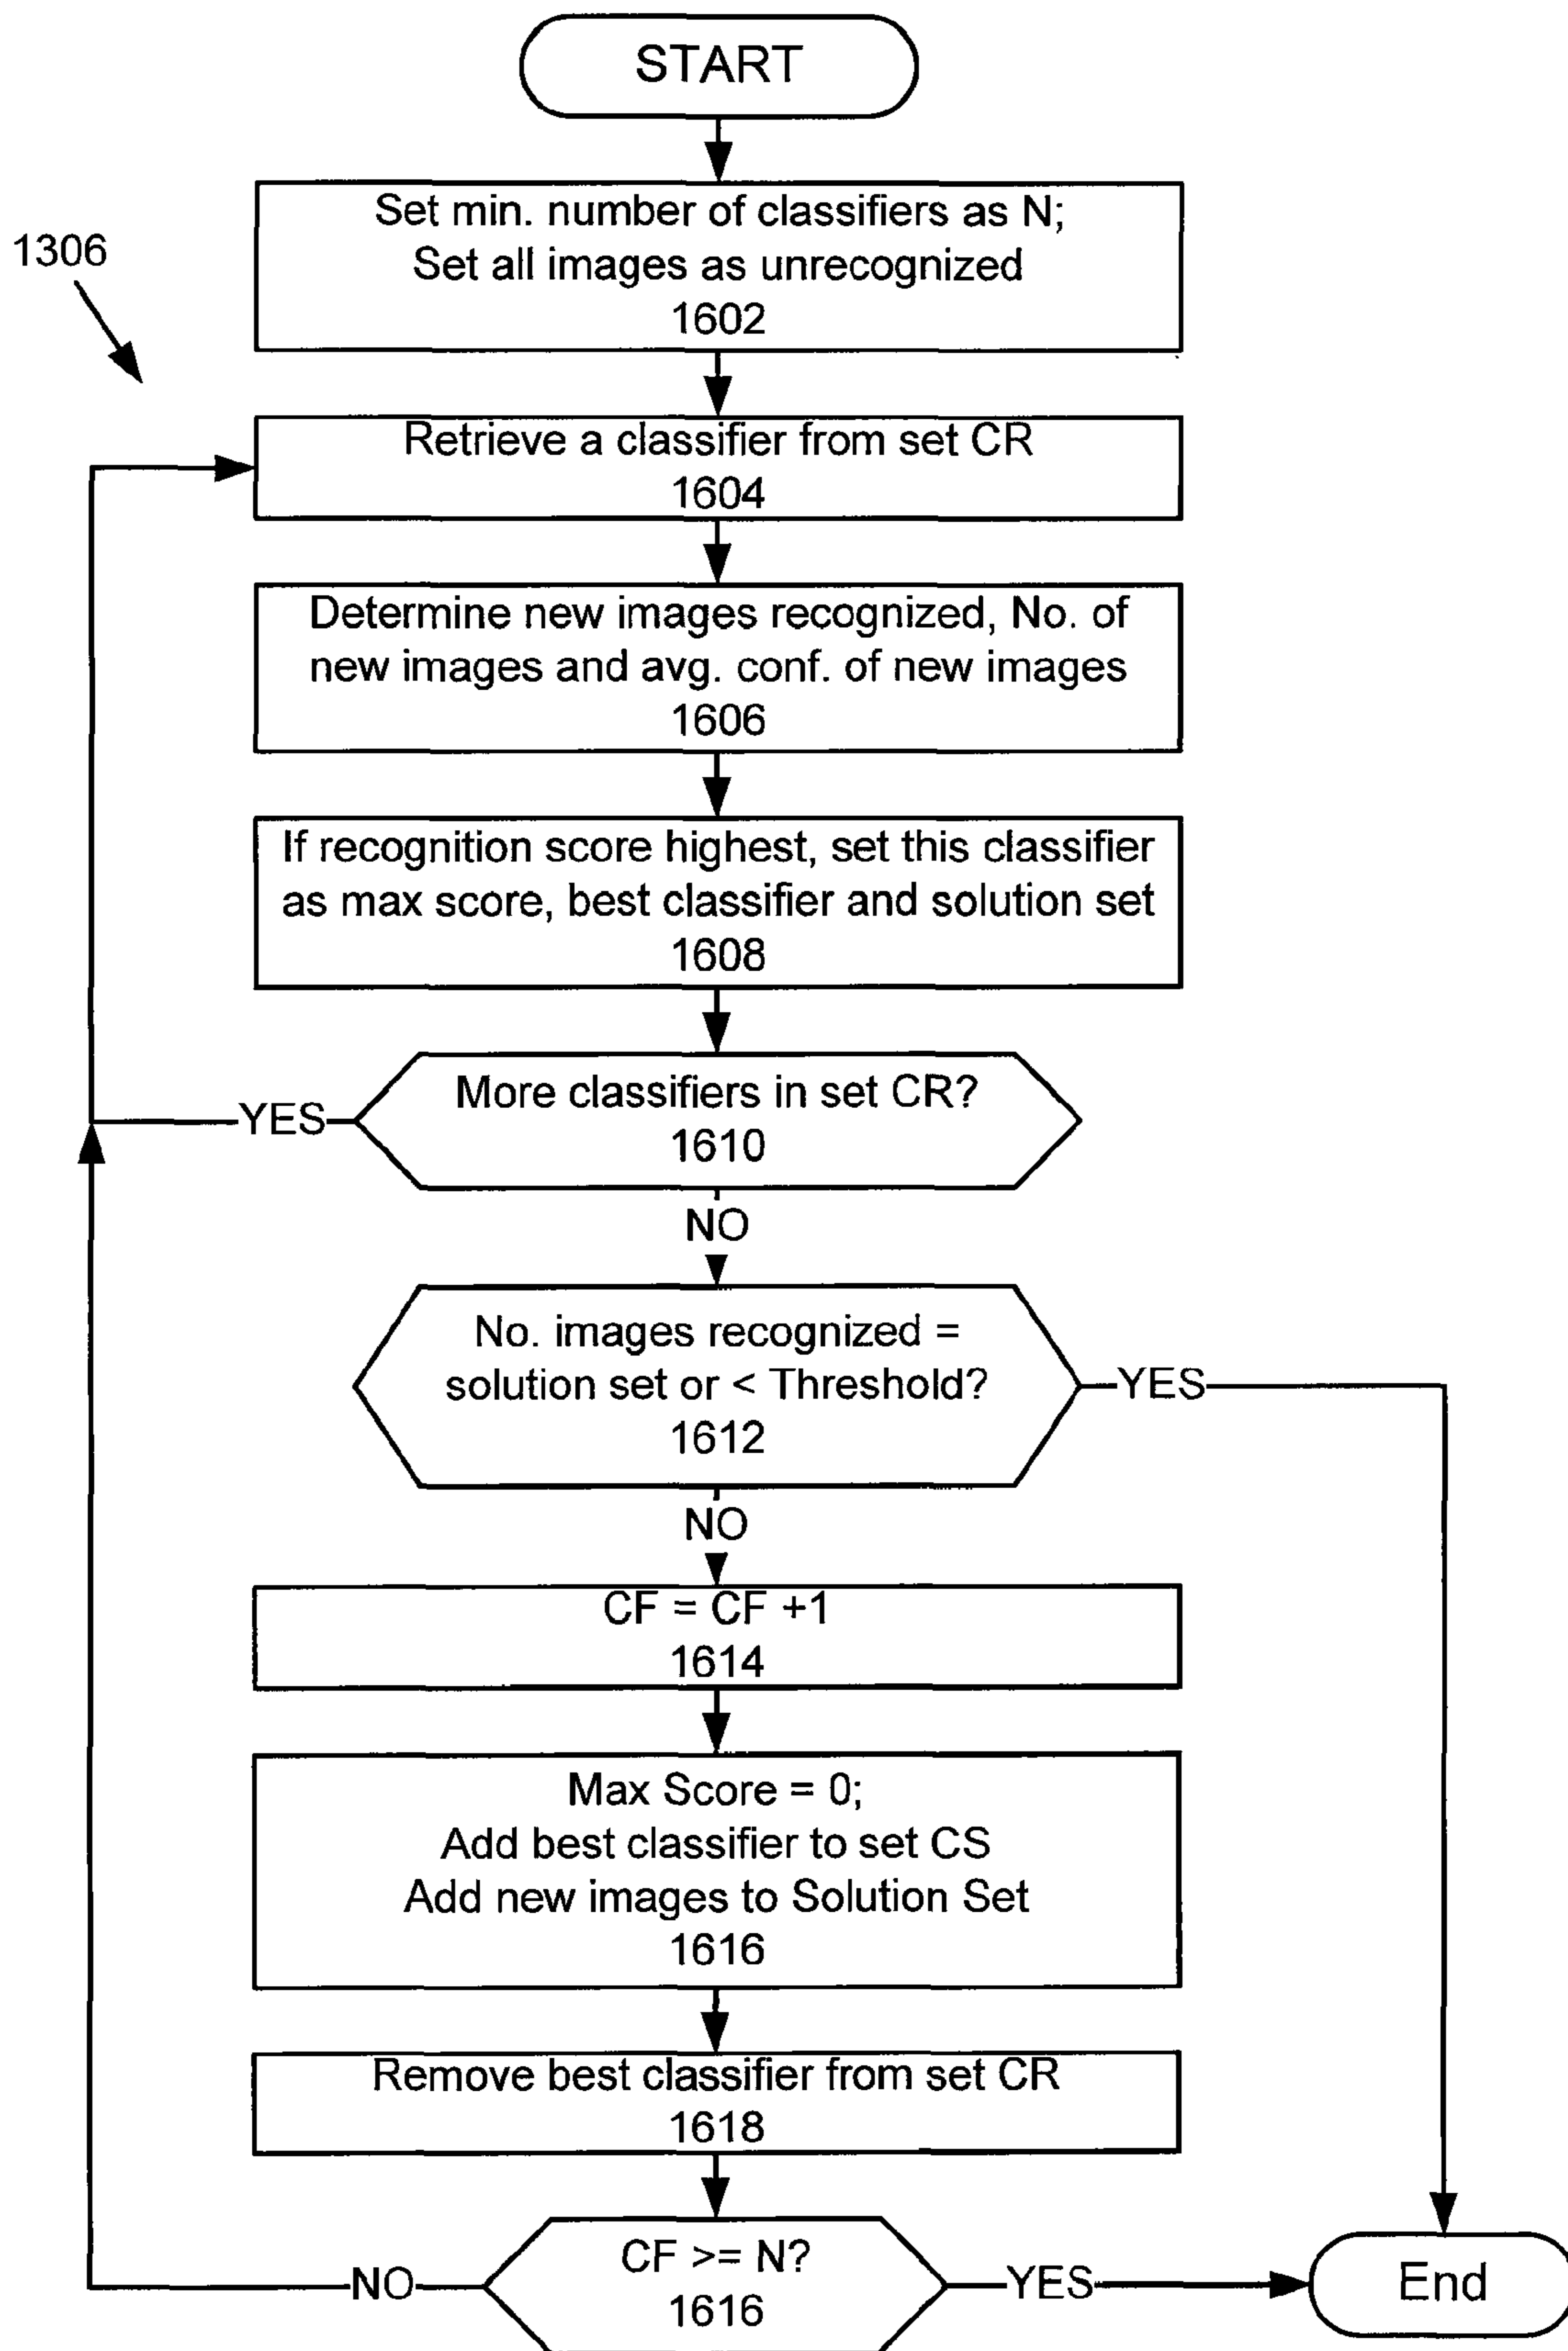 START
Set min. number of classifiers as N;
Set all images as unrecognized
1602
1306
Retrieve a classifier from set CR
1604
Determine new images recognized, No. of
new images and avg. conf. of new images
1606
If recognition score highest, set this classifier
as max score, best classifier and solution set
1608
More classifiers in set CR?
1610
YES
NO
No. images recognized =
solution set or < Threshold?
1612
YES
NO
CF = CF +1
1614
Max Score = 0;
Add best classifier to set CS
Add new images to Solution Set
1616
Remove best classifier from set CR
1618
CF >= N?
1616
NO
YES
End